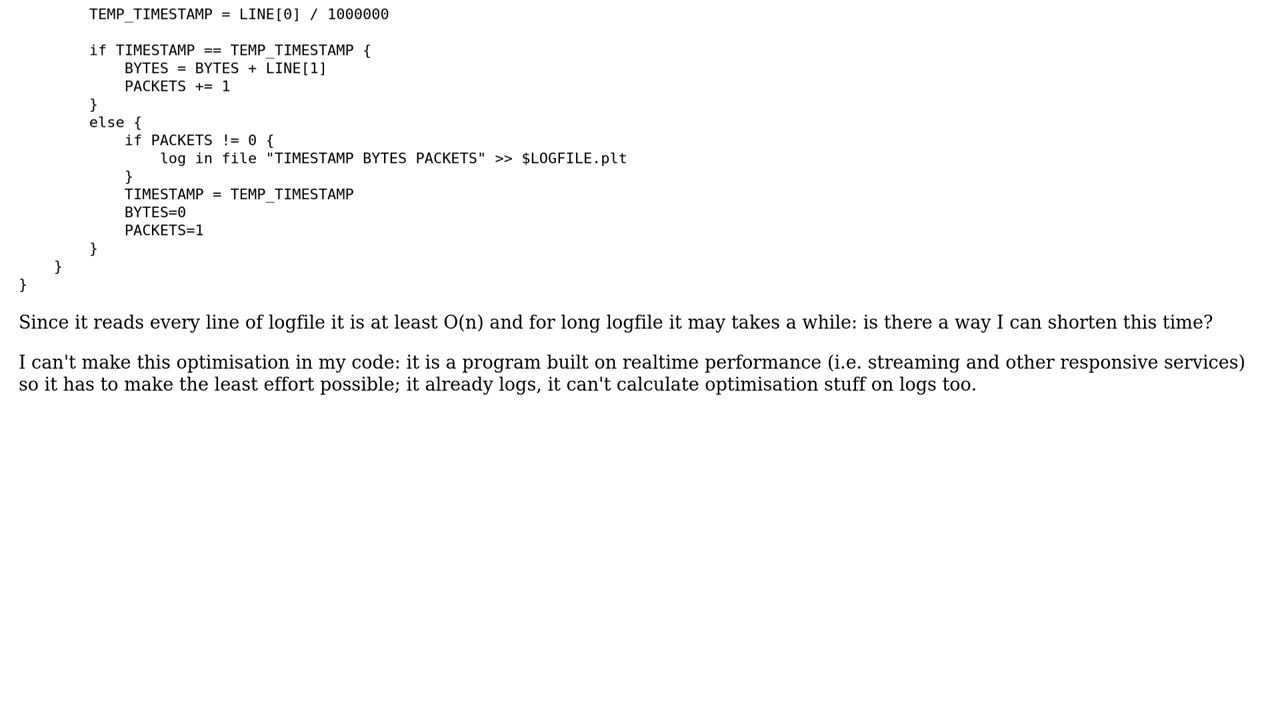 TEMP_TIMESTAMP = LINE[0] / 1000000
if TIMESTAMP == TEMP_TIMESTAMP {
BYTES = BYTES + LINE[1]
PACKETS += 1
}
else {
if PACKETS != 0 {
log in file "TIMESTAMP BYTES PACKETS" >> $LOGFILE.plt
}
TIMESTAMP = TEMP_TIMESTAMP
BYTES=0
PACKETS=1
}
}
}
Since it reads every line of logfile it is at least O(n) and for long logfile it may takes a while: is there a way I can shorten this time?
I can't make this optimisation in my code: it is a program built on realtime performance (i.e. streaming and other responsive services)
so it has to make the least effort possible; it already logs, it can't calculate optimisation stuff on logs too.